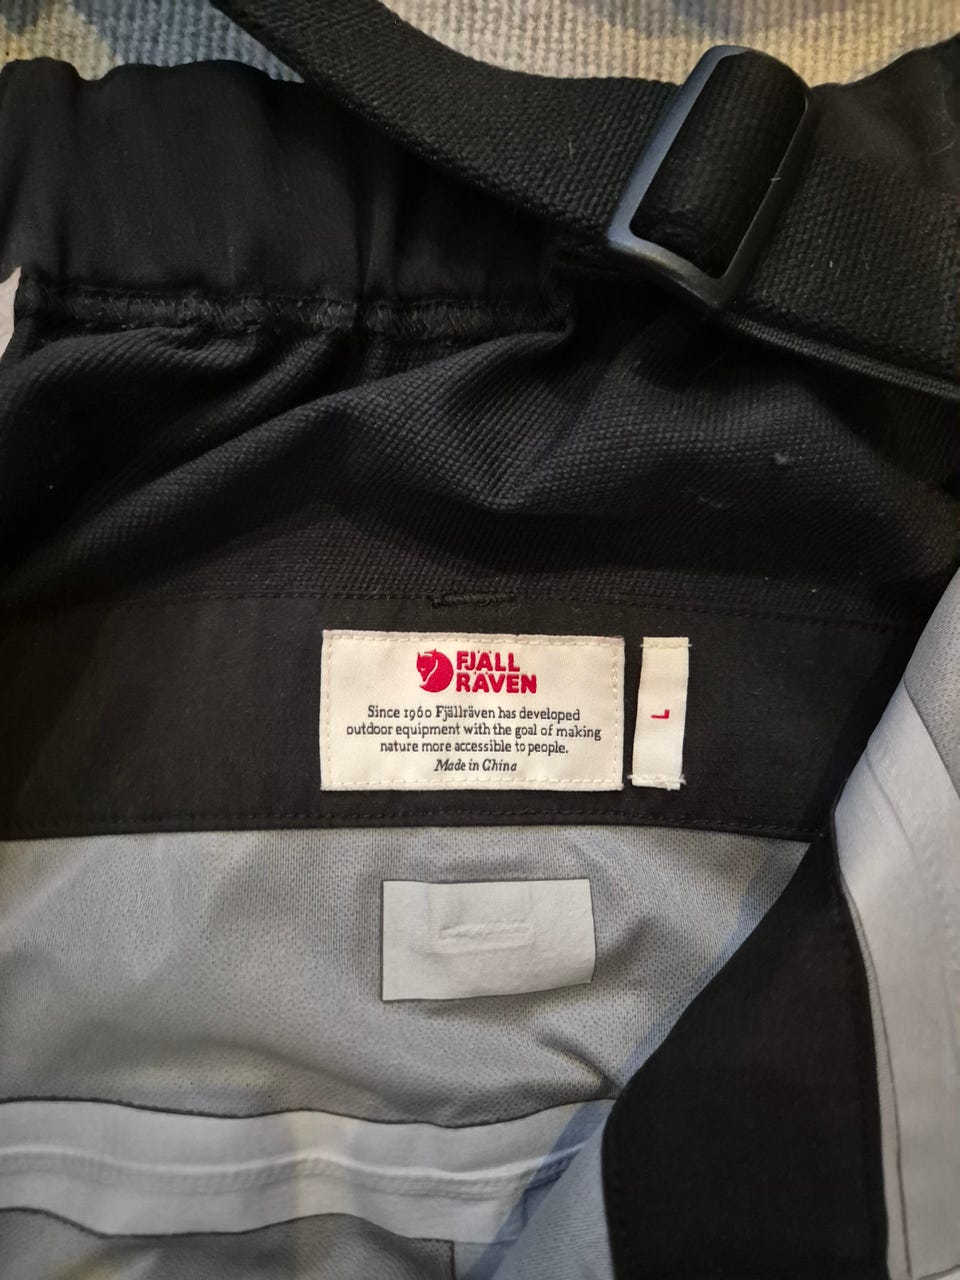 FJÄLL
RÄVEN
Since 1960 Fjällräven has developed
outdoor equipment with the goal of making
nature more accessible to people.
Made in China
L